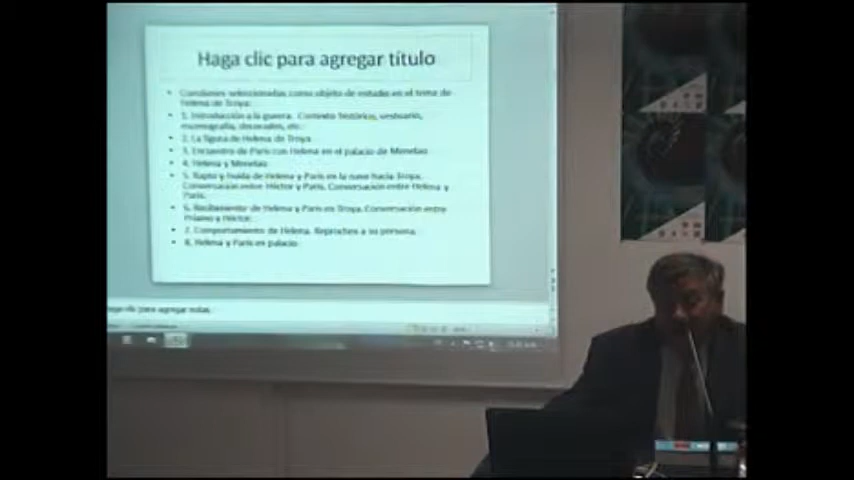 Haga clic para agregar título
Cuestiones seleccionadas como objeto de estudio en el tema de
Helena de Troya:
1. Introducción a la guerra. Contexto histórico, vestuario,
escenografía, decorados, etc.
2. La figura de Helena de Troya
3. Encuentro de Paris con Helena en el palacio de Menelao
4. Helena y Menelao
5. Rapto y huida de Helena y Paris en la nave hacia Troya.
Conversación entre Héctor y Paris. Conversación entre Helena y
Paris.
6. Recibimiento de Helena y Paris en Troya. Conversación entre
Príamo y Héctor.
7. Comportamiento de Helena. Reproches a su persona.
8. Helena y Paris en palacio
clic para agregar notas